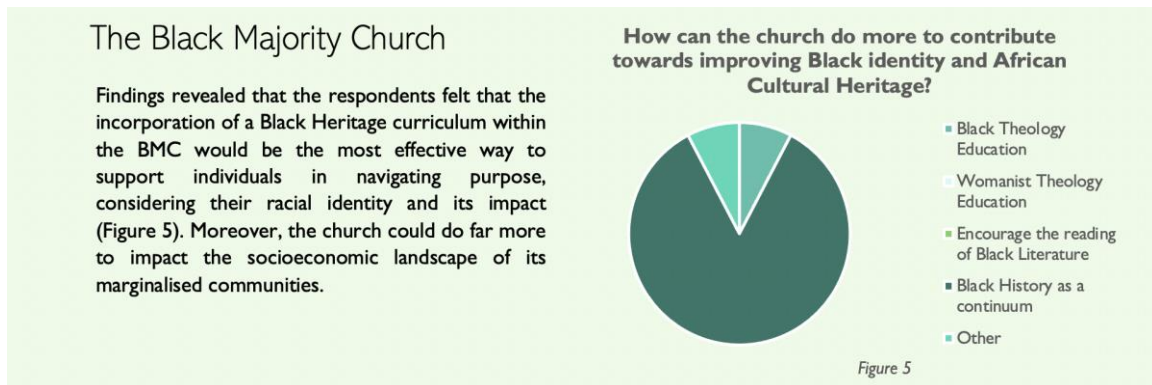 The Black Majority Church
Findings revealed that the respondents felt that the
incorporation of a Black Heritage curriculum within
the BMC would be the most effective way to
support individuals in navigating purpose,
considering their racial identity and its impact
(Figure 5). Moreover, the church could do far more
to impact the socioeconomic landscape of its
marginalised communities.
How can the church do more to contribute
towards improving Black identity and African
Cultural Heritage?
Black Theology
Education
Womanist Theology
Education
Encourage the reading
of Black Literature
Black History as a
continuum
Other
Figure 5